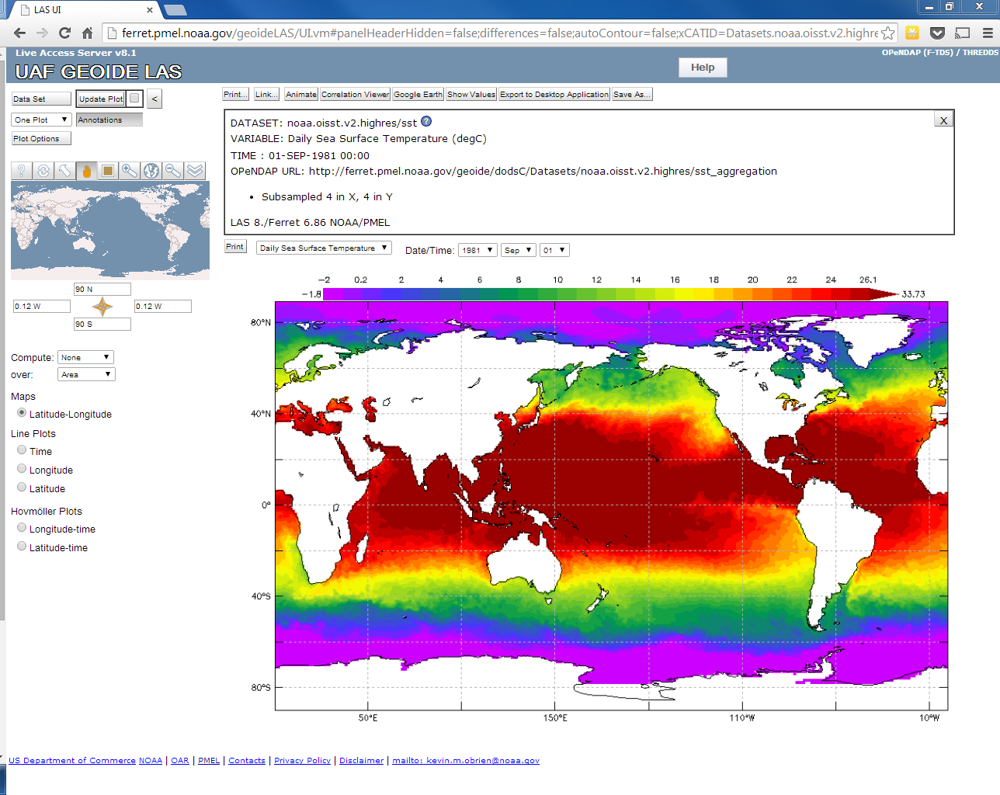 LAS UI
ferret.pmel.noaa.gov/geoideLAS/UI.vm#panelHeaderHidden=false;differences=false;autoContour=false;xCATID=Datasets.noaa.oisst.v2.highre
Live Access Server v8.1
OPeNDAP (F-TDS) / THREDDS
UAF GEOIDE LAS
Help
Data Set
Update Plot
<
Print...
Link...
Animate
Correlation Viewer
Google Earth
Show Values
Export to Desktop Application
Save As...
One Plot
Annotations
Plot Options
DATASET: noaa.oisst.v2.highres/sst ?
X
VARIABLE: Daily Sea Surface Temperature (degC)
TIME : 01-SEP-1981 00:00
OPeNDAP URL: http://ferret.pmel.noaa.gov/geoide/dodsC/Datasets/noaa.oisst.v2.highres/sst_aggregation
• Subsampled 4 in X, 4 in Y
LAS 8./Ferret 6.86 NOAA/PMEL
Print
Daily Sea Surface Temperature
Date/Time:
1981
Sep
01
90 N
0.12 W
0.12 W
90 S
Compute: None
over: Area
Maps
Latitude-Longitude
Line Plots
Time
Longitude
Latitude
Hovmöller Plots
Longitude-time
Latitude-time
−2 0.2 2 4 6 8 10 12 14 16 18 20 22 24 26.1
−1.8
33.73
80°N
40°N
0°
40°S
80°S
50°E 150°E 110°W 10°W
US Department of Commerce NOAA | OAR | PMEL | Contacts | Privacy Policy | Disclaimer | mailto: kevin.m.obrien@noaa.gov